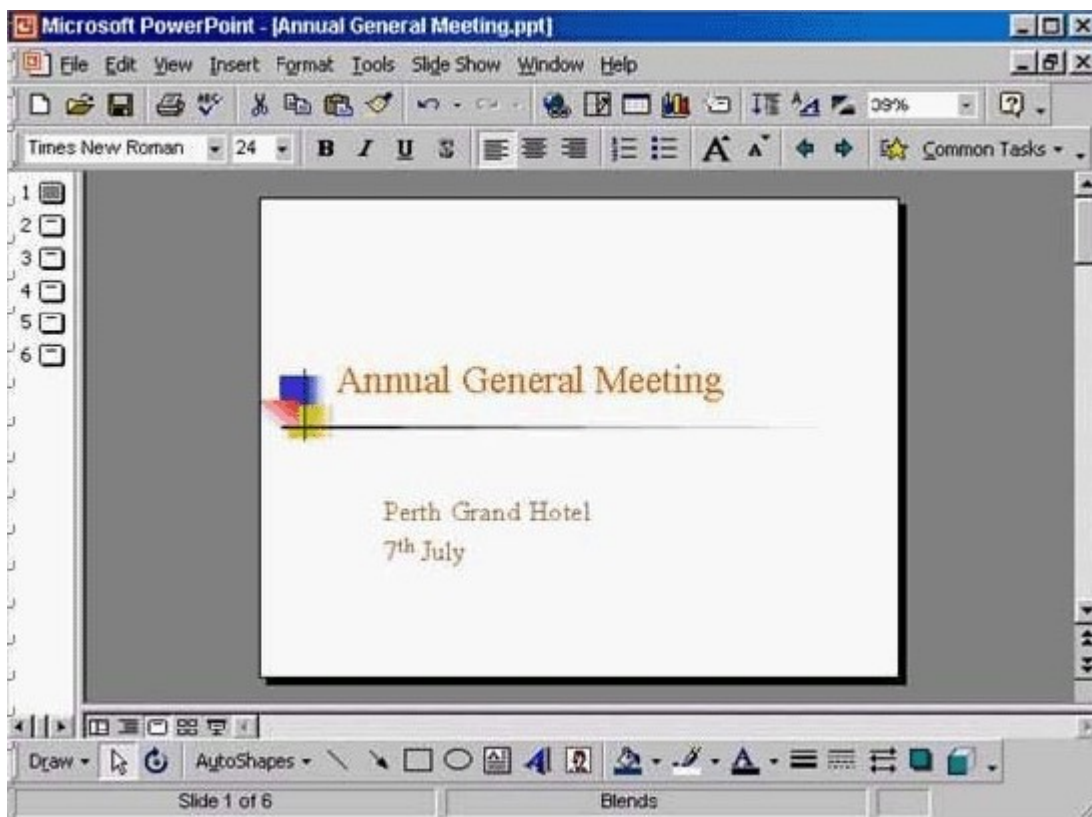 Microsoft PowerPoint - [Annual General Meeting.ppt]
File Edit View Insert Format Tools Slide Show Window Help
ABC 39%
Times New Roman 24 B I U S A A Common Tasks
1
2
3
4
5
6
Annual General Meeting
Perth Grand Hotel
7th July
Draw AutoShapes
Slide 1 of 6 Blends